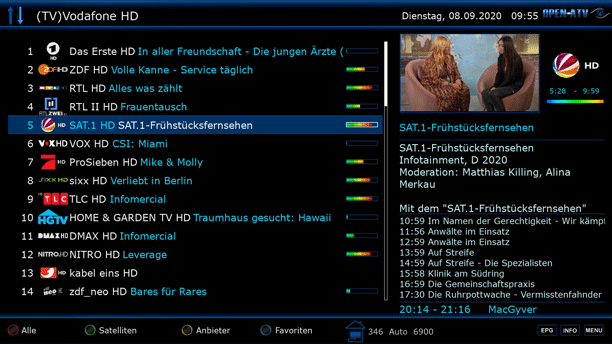 (TV)Vodafone HD
Dienstag, 08.09.2020 09:55 OPEN-ATV
1 Das Erste HD In aller Freundschaft - Die jungen Ärzte (
2 ZDF HD Volle Kanne - Service täglich
3 RTL HD Alles was zählt
4 RTL II HD Frauentausch
5 SAT.1 HD SAT.1-Frühstücksfernsehen
6 VOX HD CSI: Miami
7 ProSieben HD Mike & Molly
8 sixx HD Verliebt in Berlin
9 TLC HD Infomercial
10 HOME & GARDEN TV HD Traumhaus gesucht: Hawaii
11 DMAX HD Infomercial
12 NITRO HD Leverage
13 kabel eins HD
14 zdf_neo HD Bares für Rares
HD
5:28 - 9:59
SAT.1-Frühstücksfernsehen
SAT.1-Frühstücksfernsehen
Infotainment, D 2020
Moderation: Matthias Killing, Alina
Merkau
Mit dem "SAT.1-Frühstücksfernsehen"
10:59 Im Namen der Gerechtigkeit - Wir kämpf
11:56 Anwälte im Einsatz
12:59 Anwälte im Einsatz
13:59 Auf Streife
14:59 Auf Streife - Die Spezialisten
15:58 Klinik am Südring
16:59 Die Gemeinschaftspraxis
17:30 Die Ruhrpottwache - Vermisstenfahnder
20:14 - 21:16 MacGyver
Alle Satelliten Anbieter Favoriten 346 Auto 6900 EPG INFO MENU